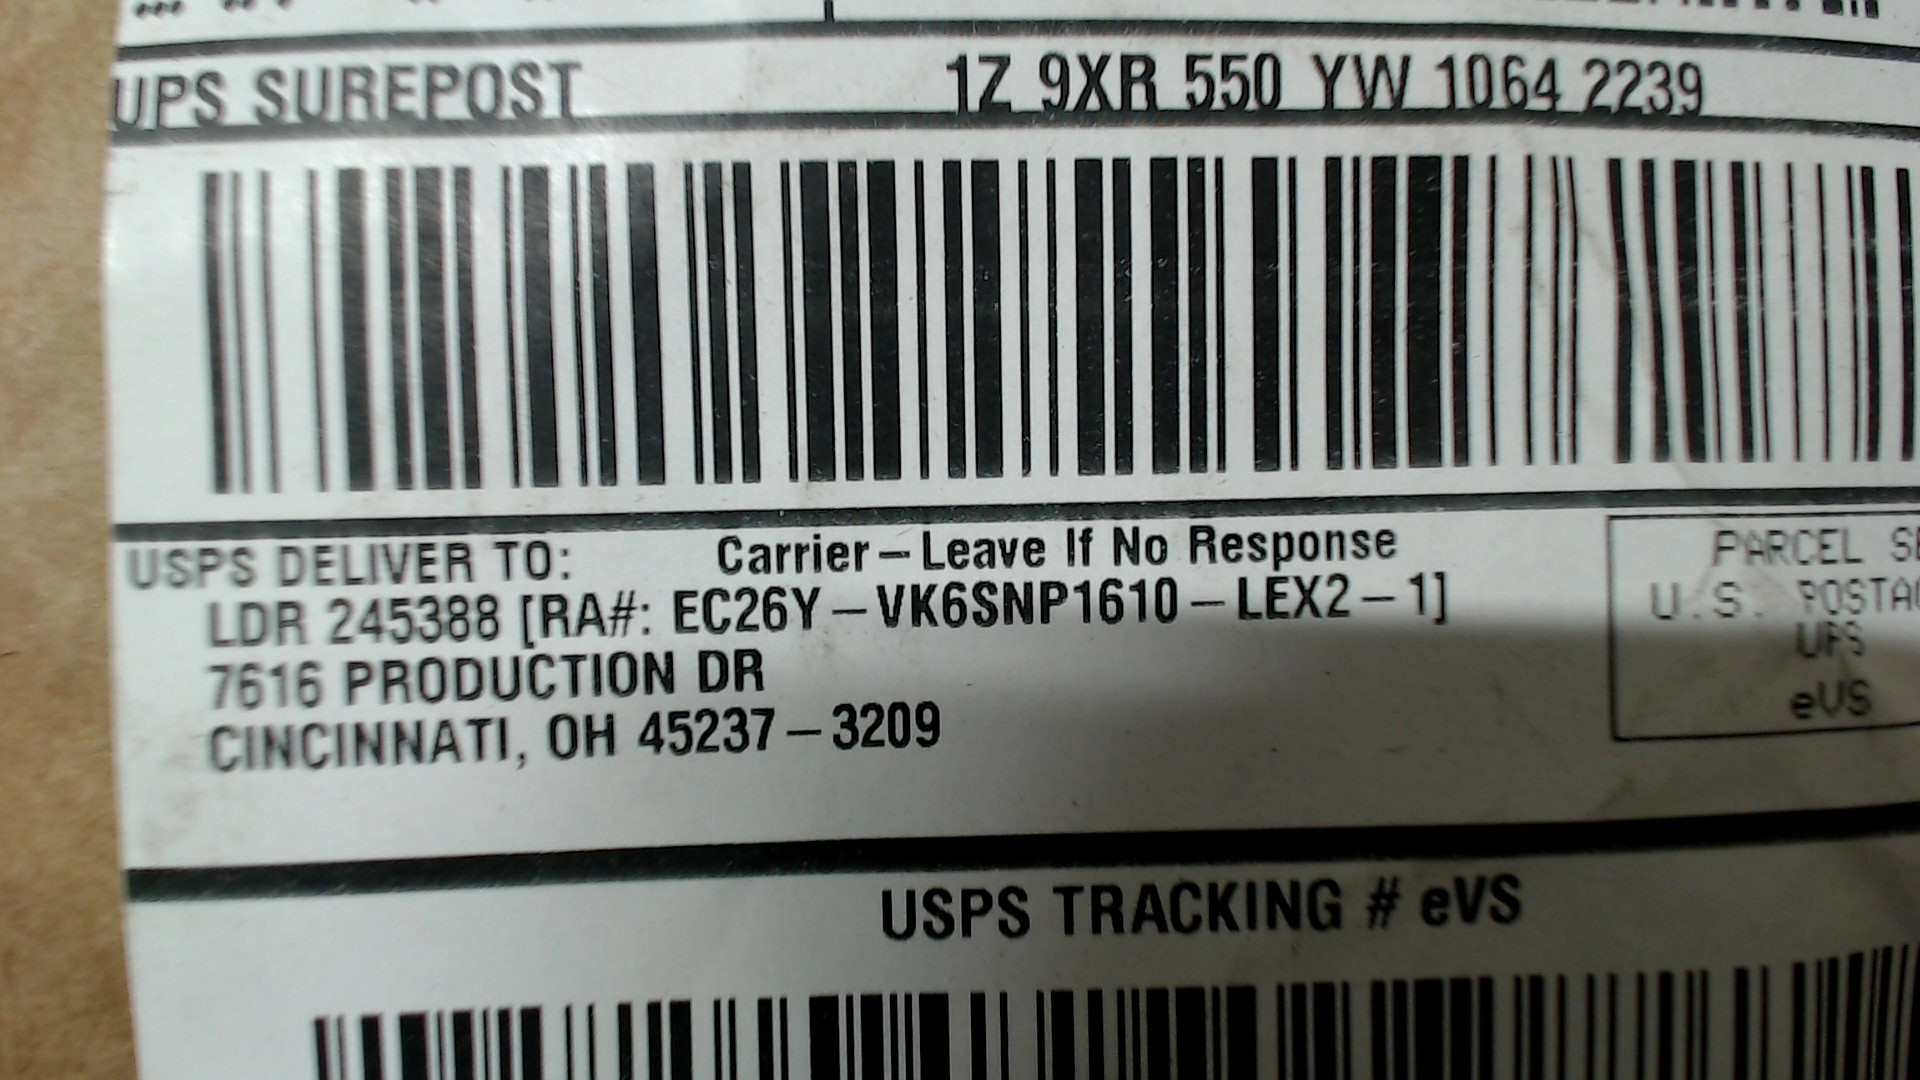 UPS SUREPOST
1Z 9XR 550 YW 1064 2239
USPS DELIVER TO:
Carrier–Leave If No Response
LDR 245388 [RA#: EC26Y–VK6SNP1610–LEX2–1]
7616 PRODUCTION DR
CINCINNATI, OH 45237–3209
PARCEL
U.S.
UPS
eVS
USPS TRACKING # eVS